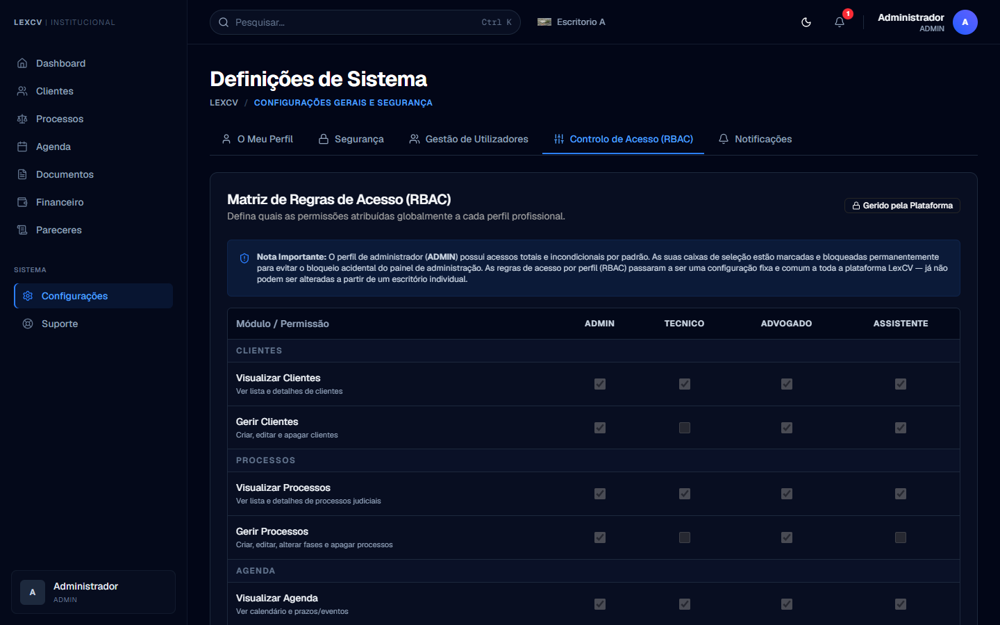 LEXCV | INSTITUCIONAL
Pesquisar...
Ctrl K
Escritorio A
1
Administrador
ADMIN
A
Dashboard
Clientes
Processos
Agenda
Documentos
Financeiro
Pareceres
SISTEMA
Configurações
Suporte
A
Administrador
ADMIN
Definições de Sistema
LEXCV / CONFIGURAÇÕES GERAIS E SEGURANÇA
O Meu Perfil
Segurança
Gestão de Utilizadores
Controlo de Acesso (RBAC)
Notificações
Matriz de Regras de Acesso (RBAC)
Defina quais as permissões atribuídas globalmente a cada perfil profissional.
Gerido pela Plataforma
Nota Importante: O perfil de administrador (ADMIN) possui acessos totais e incondicionais por padrão. As suas caixas de seleção estão marcadas e bloqueadas permanentemente
para evitar o bloqueio acidental do painel de administração. As regras de acesso por perfil (RBAC) passaram a ser uma configuração fixa e comum a toda a plataforma LexCV — já não
podem ser alteradas a partir de um escritório individual.
Módulo / Permissão
ADMIN
TECNICO
ADVOGADO
ASSISTENTE
CLIENTES
Visualizar Clientes
Ver lista e detalhes de clientes
Gerir Clientes
Criar, editar e apagar clientes
PROCESSOS
Visualizar Processos
Ver lista e detalhes de processos judiciais
Gerir Processos
Criar, editar, alterar fases e apagar processos
AGENDA
Visualizar Agenda
Ver calendário e prazos/eventos